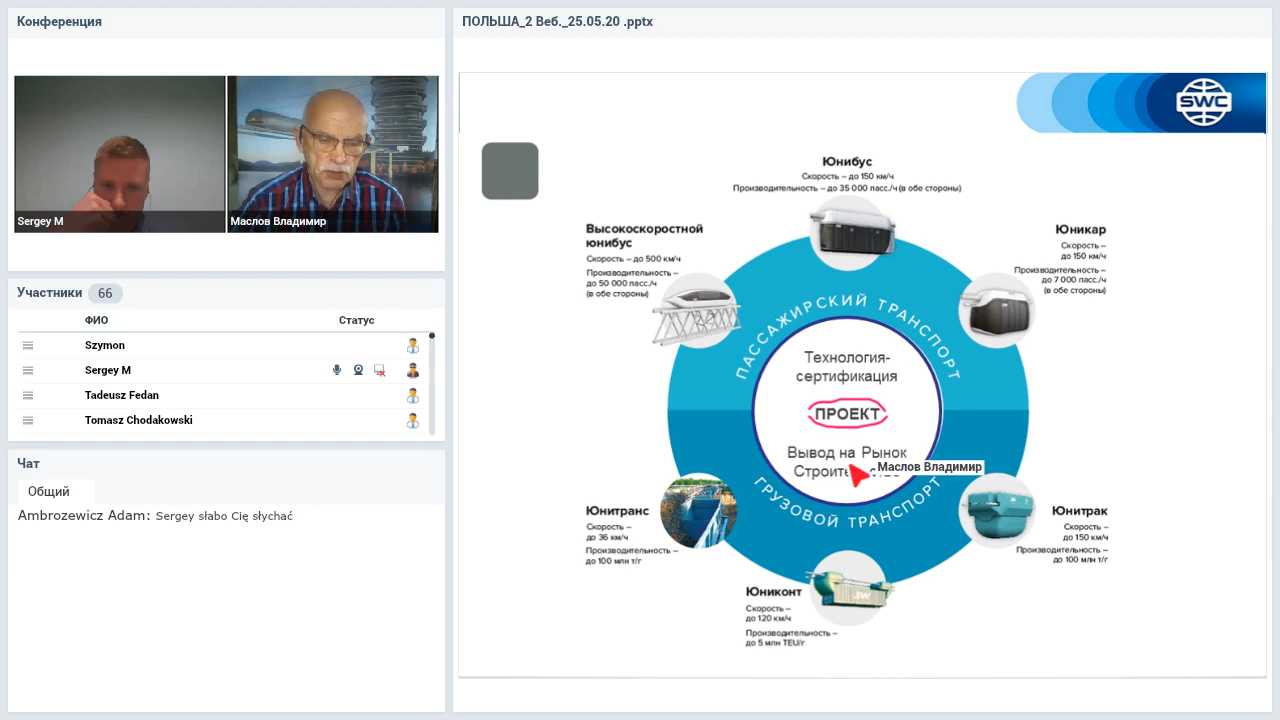 Конференция
Sergey M
Маслов Владимир
Участники 66
ФИО Статус
Szymon
Sergey M
Tadeusz Fedan
Tomasz Chodakowski
Чат
Общий
Ambrozewicz Adam: Sergey słabo Cię słychać
ПОЛЬША_2 Веб._25.05.20 .pptx
SWC
Юнибус
Скорость – до 150 км/ч
Производительность – до 35 000 пасс./ч (в обе стороны)
Высокоскоростной
юнибус
Скорость – до 500 км/ч
Производительность –
до 50 000 пасс./ч
(в обе стороны)
Юникар
Скорость –
до 150 км/ч
Производительность –
до 7 000 пасс./ч
(в обе стороны)
ПАССАЖИРСКИЙ ТРАНСПОРТ
Технология-
сертификация
ПРОЕКТ
Вывод на Рынок
Маслов Владимир
ГРУЗОВОЙ ТРАНСПОРТ
Юнитранс
Скорость –
до 36 км/ч
Производительность –
до 100 млн т/г
Юнитрак
Скорость –
до 150 км/ч
Производительность –
до 100 млн т/г
Юниконт
Скорость –
до 120 км/ч
Производительность –
до 5 млн TEU/г
SW